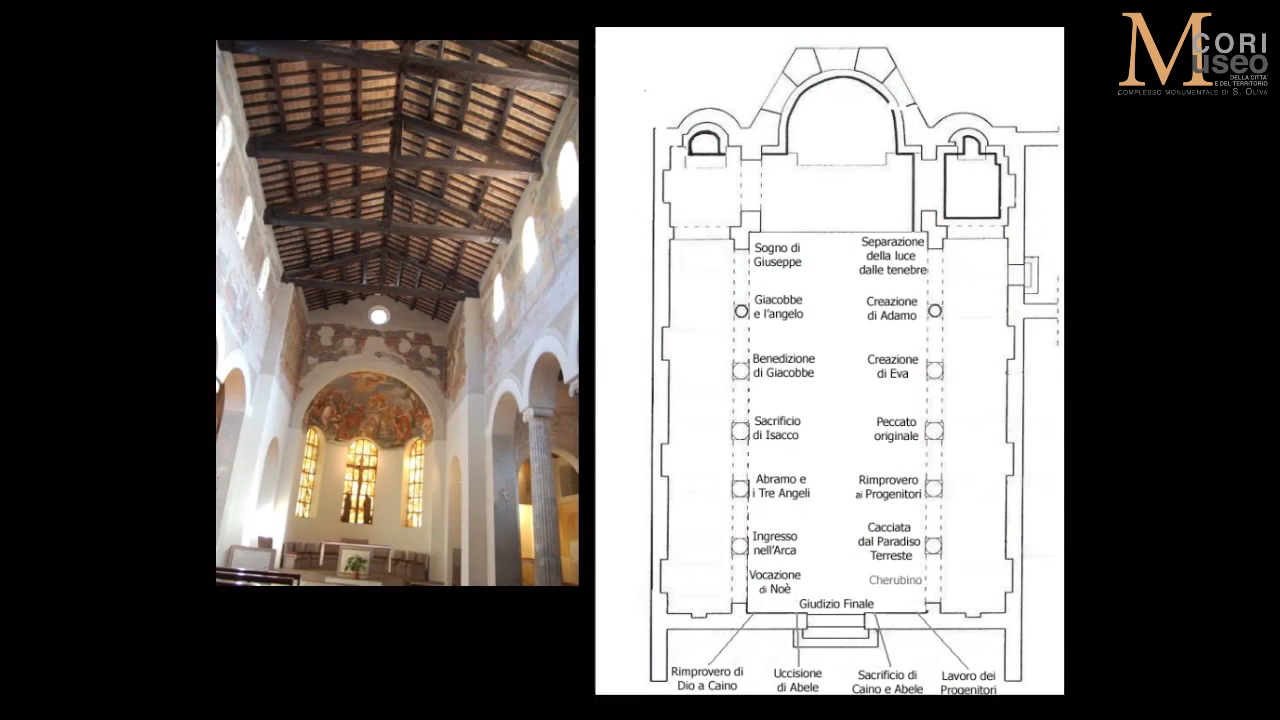 M CORI
useo
DELLA CITTA'
E DEL TERRITORIO
COMPLESSO MONUMENTALE DI S. OLIVA
Sogno di
Giuseppe
Separazione
della luce
dalle tenebre
Giacobbe
e l'angelo
Creazione
di Adamo
Benedizione
di Giacobbe
Creazione
di Eva
Sacrificio
di Isacco
Peccato
originale
Abramo e
i Tre Angeli
Rimprovero
ai Progenitori
Ingresso
nell'Arca
Cacciata
dal Paradiso
Terreste
Vocazione
di Noè
Cherubino
Giudizio Finale
Rimprovero di
Dio a Caino
Uccisione
di Abele
Sacrificio di
Caino e Abele
Lavoro dei
Progenitori